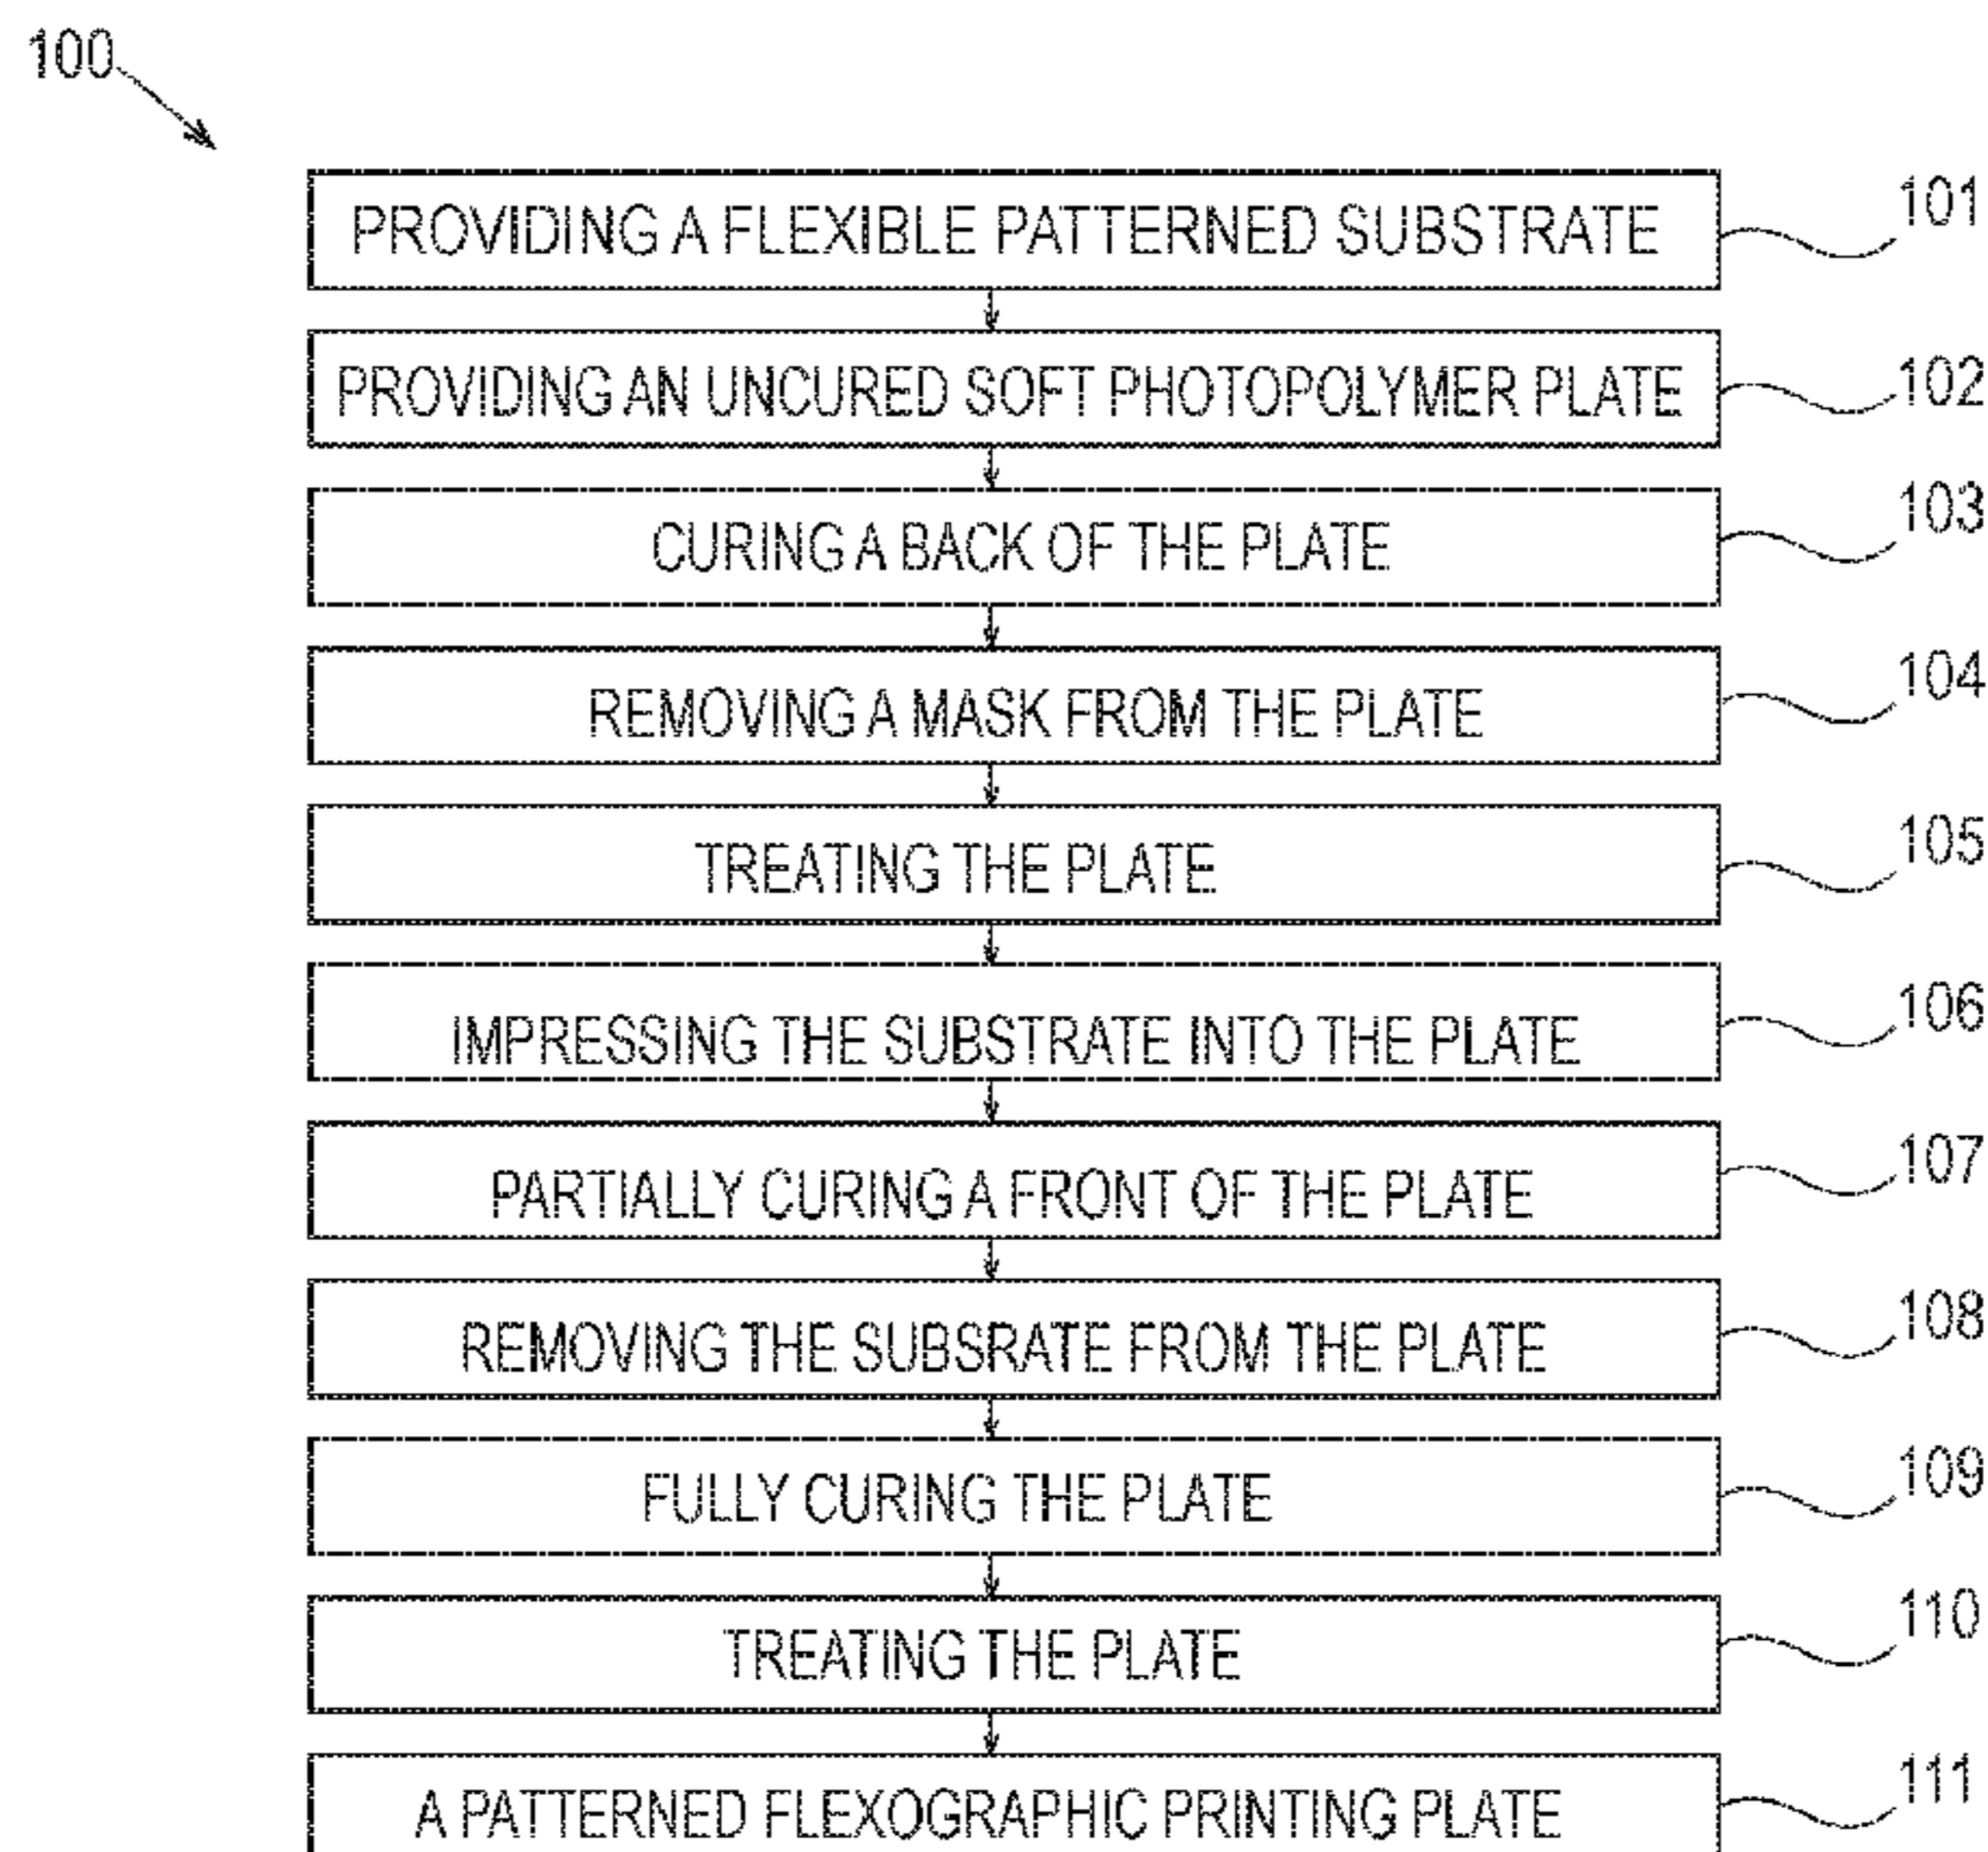 100
PROVIDING A FLEXIBLE PATTERNED SUBSTRATE 101
PROVIDING AN UNCURED SOFT PHOTOPOLYMER PLATE 102
CURING A BACK OF THE PLATE 103
REMOVING A MASK FROM THE PLATE 104
TREATING THE PLATE 105
IMPRESSING THE SUBSTRATE INTO THE PLATE 106
PARTIALLY CURING A FRONT OF THE PLATE 107
REMOVING THE SUBSRATE FROM THE PLATE 108
FULLY CURING THE PLATE 109
TREATING THE PLATE 110
A PATTERNED FLEXOGRAPHIC PRINTING PLATE 111